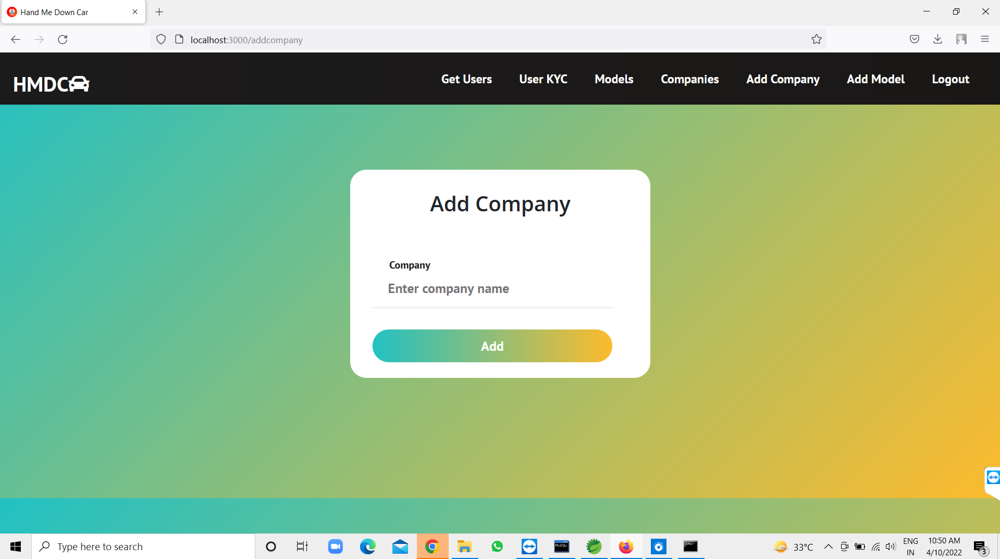 Hand Me Down Car
localhost:3000/addcompany
HMDC
Get Users
User KYC
Models
Companies
Add Company
Add Model
Logout
Add Company
Company
Enter company name
Add
Type here to search
MySQL
33°C
ENG
IN
10:50 AM
4/10/2022
3